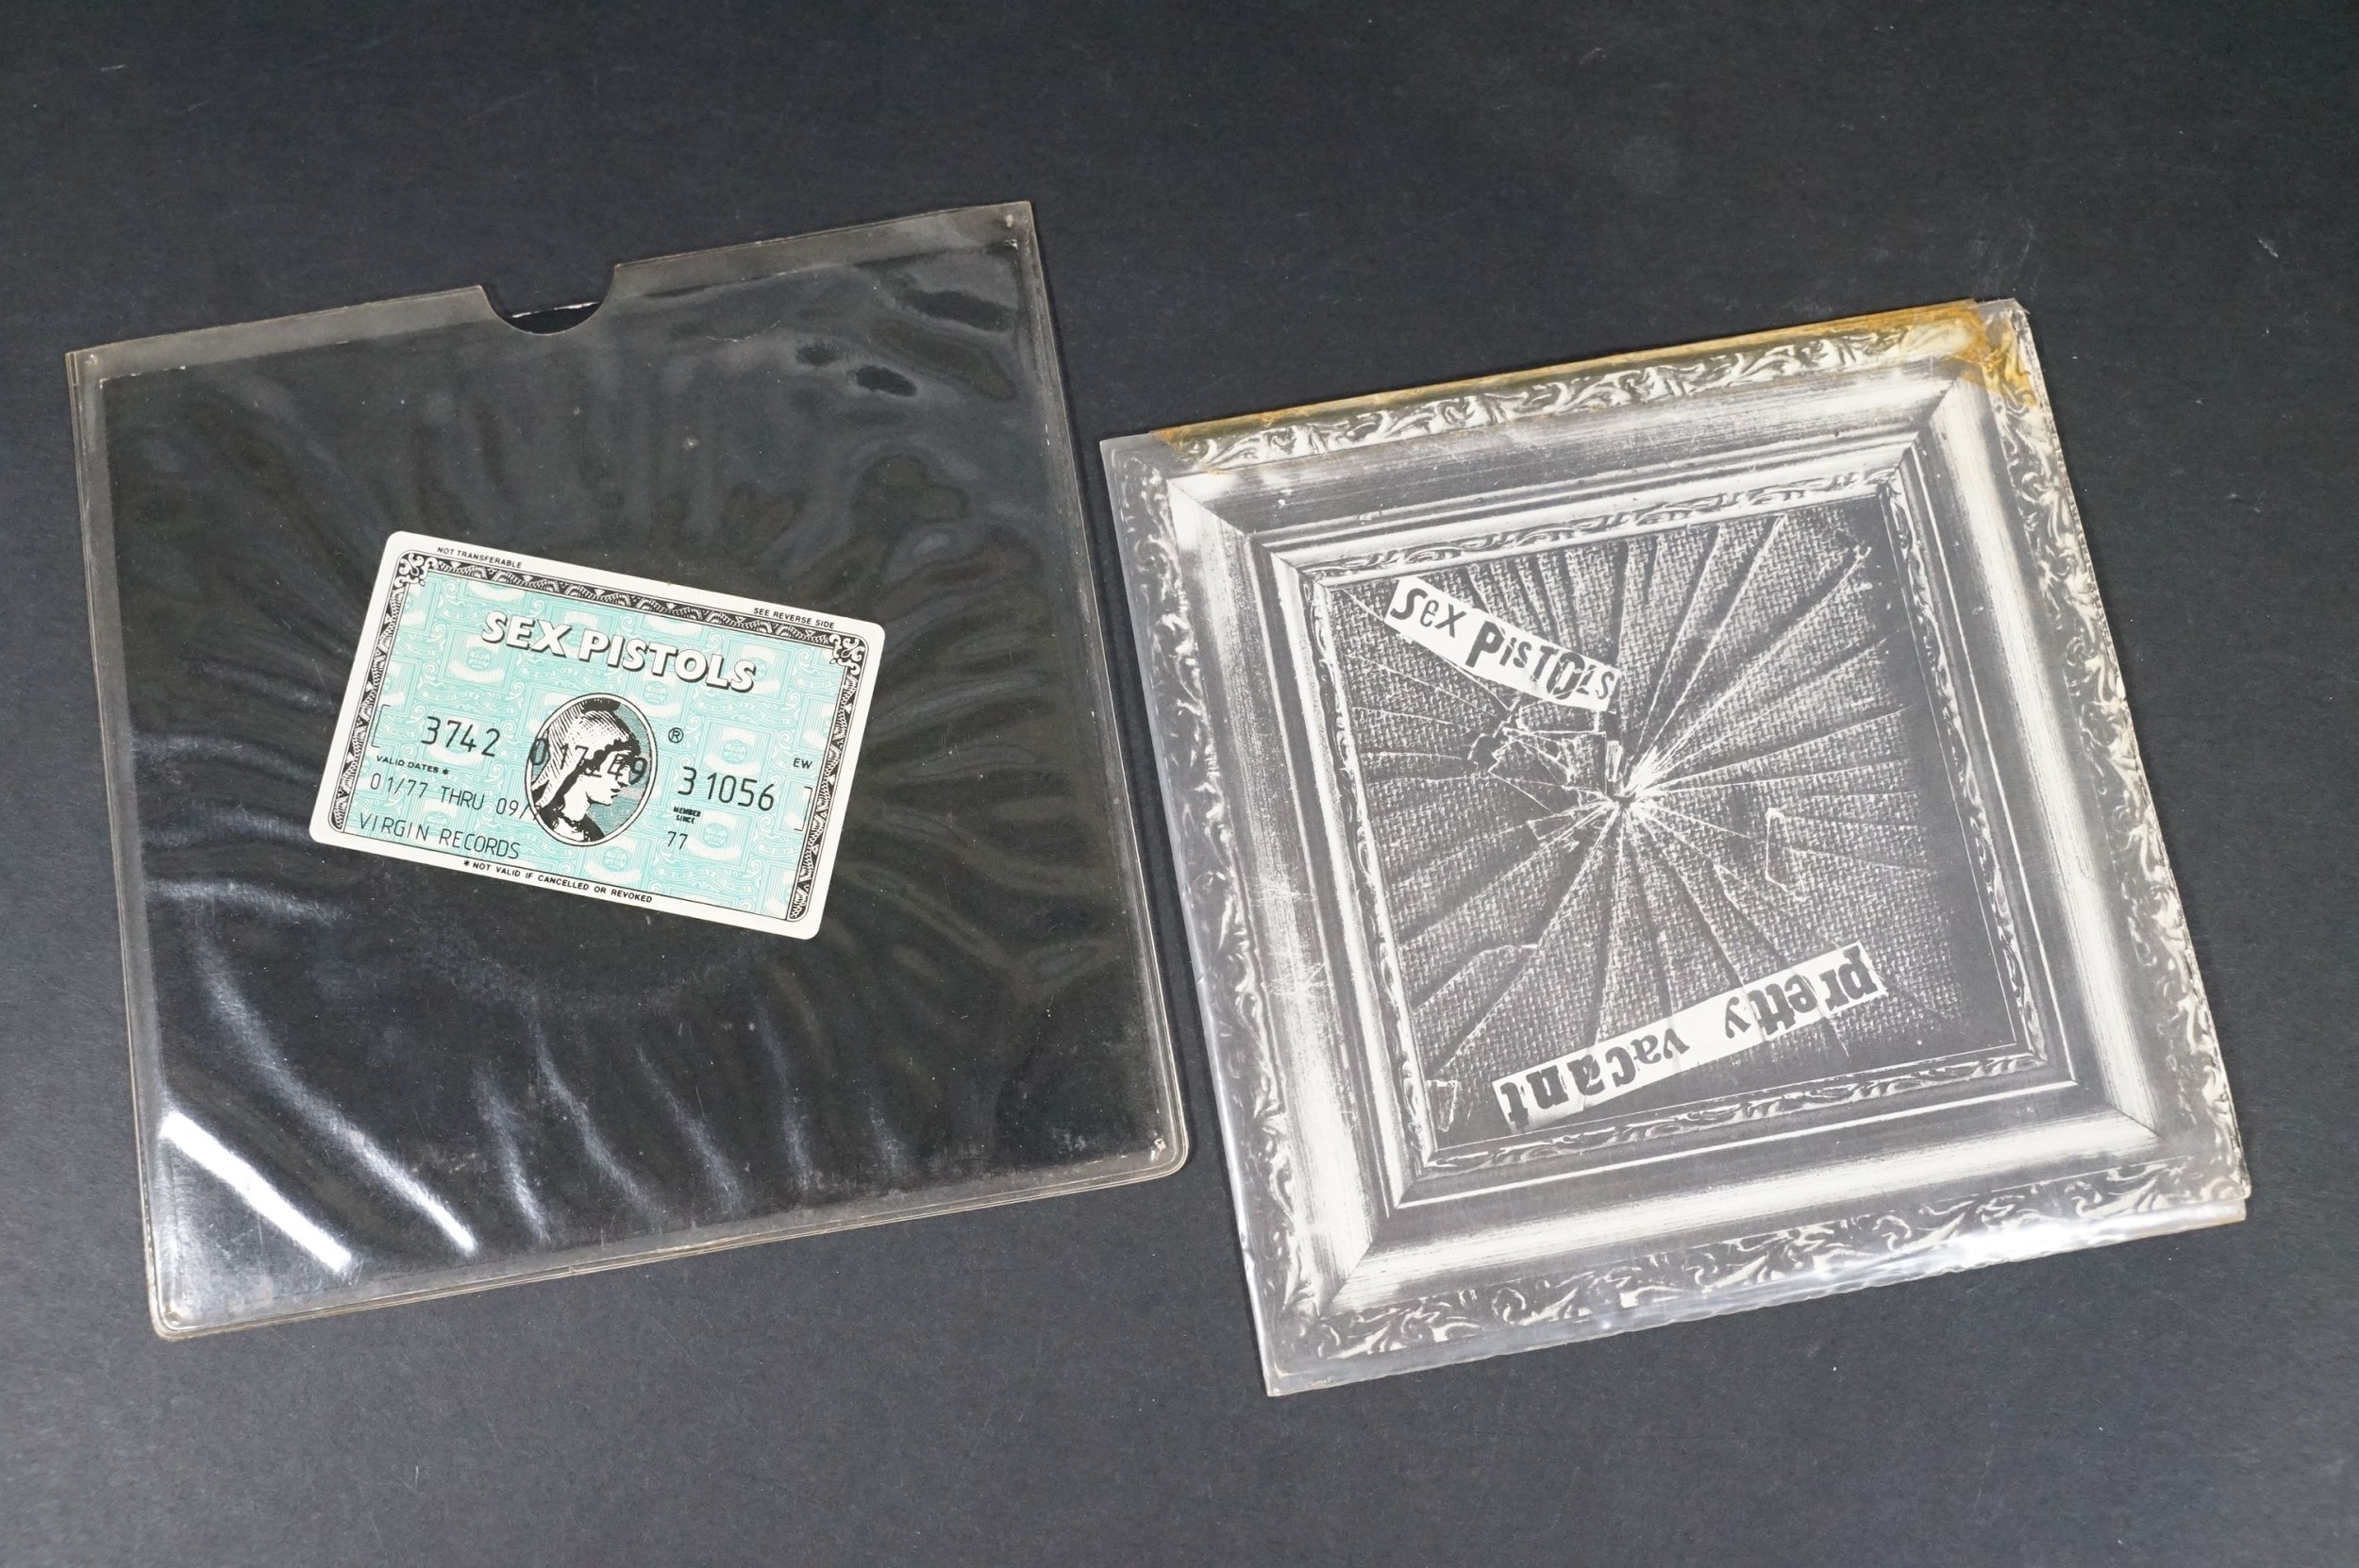 NOT TRANSFERABLE
SEE REVERSE SIDE
SEX PISTOLS
®
3742 31056
VALID DATES *
EW
01/77 THRU 09/
MEMBER
SINCE
77
VIRGIN RECORDS
* NOT VALID IF CANCELLED OR REVOKED
sex PisTOLs
pretty vacant